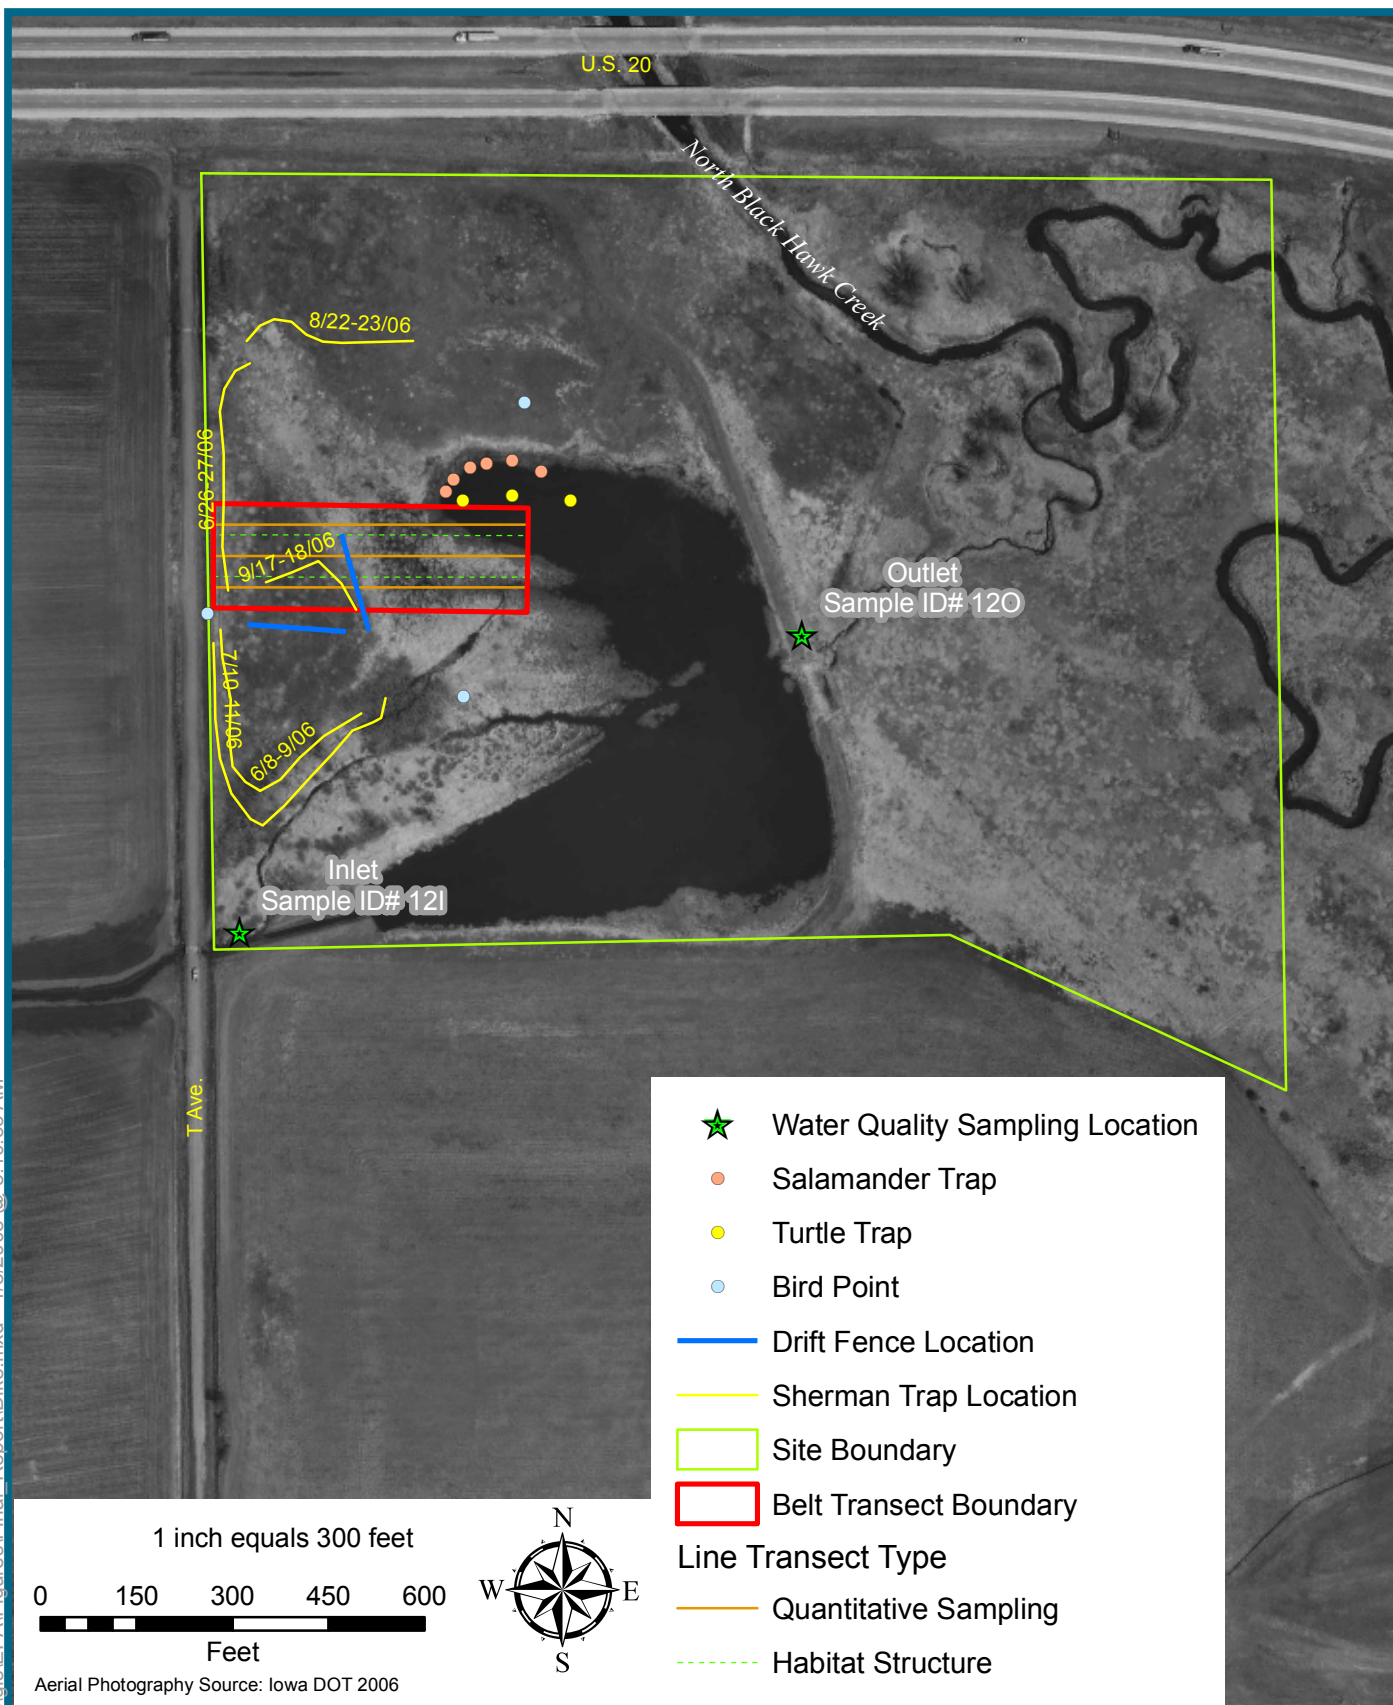 U.S. 20
North Black Hawk Creek
8/22-23/06
6/26-27/06
9/17-18/06
Outlet
Sample ID# 12O
7/10-11/06
6/8-9/06
Inlet
Sample ID# 12I
T Ave.
Water Quality Sampling Location
Salamander Trap
Turtle Trap
Bird Point
Drift Fence Location
Sherman Trap Location
Site Boundary
Belt Transect Boundary
Line Transect Type
Quantitative Sampling
Habitat Structure
1 inch equals 300 feet
0 150 300 450 600
Feet
N
W E
S
Aerial Photography Source: Iowa DOT 2006